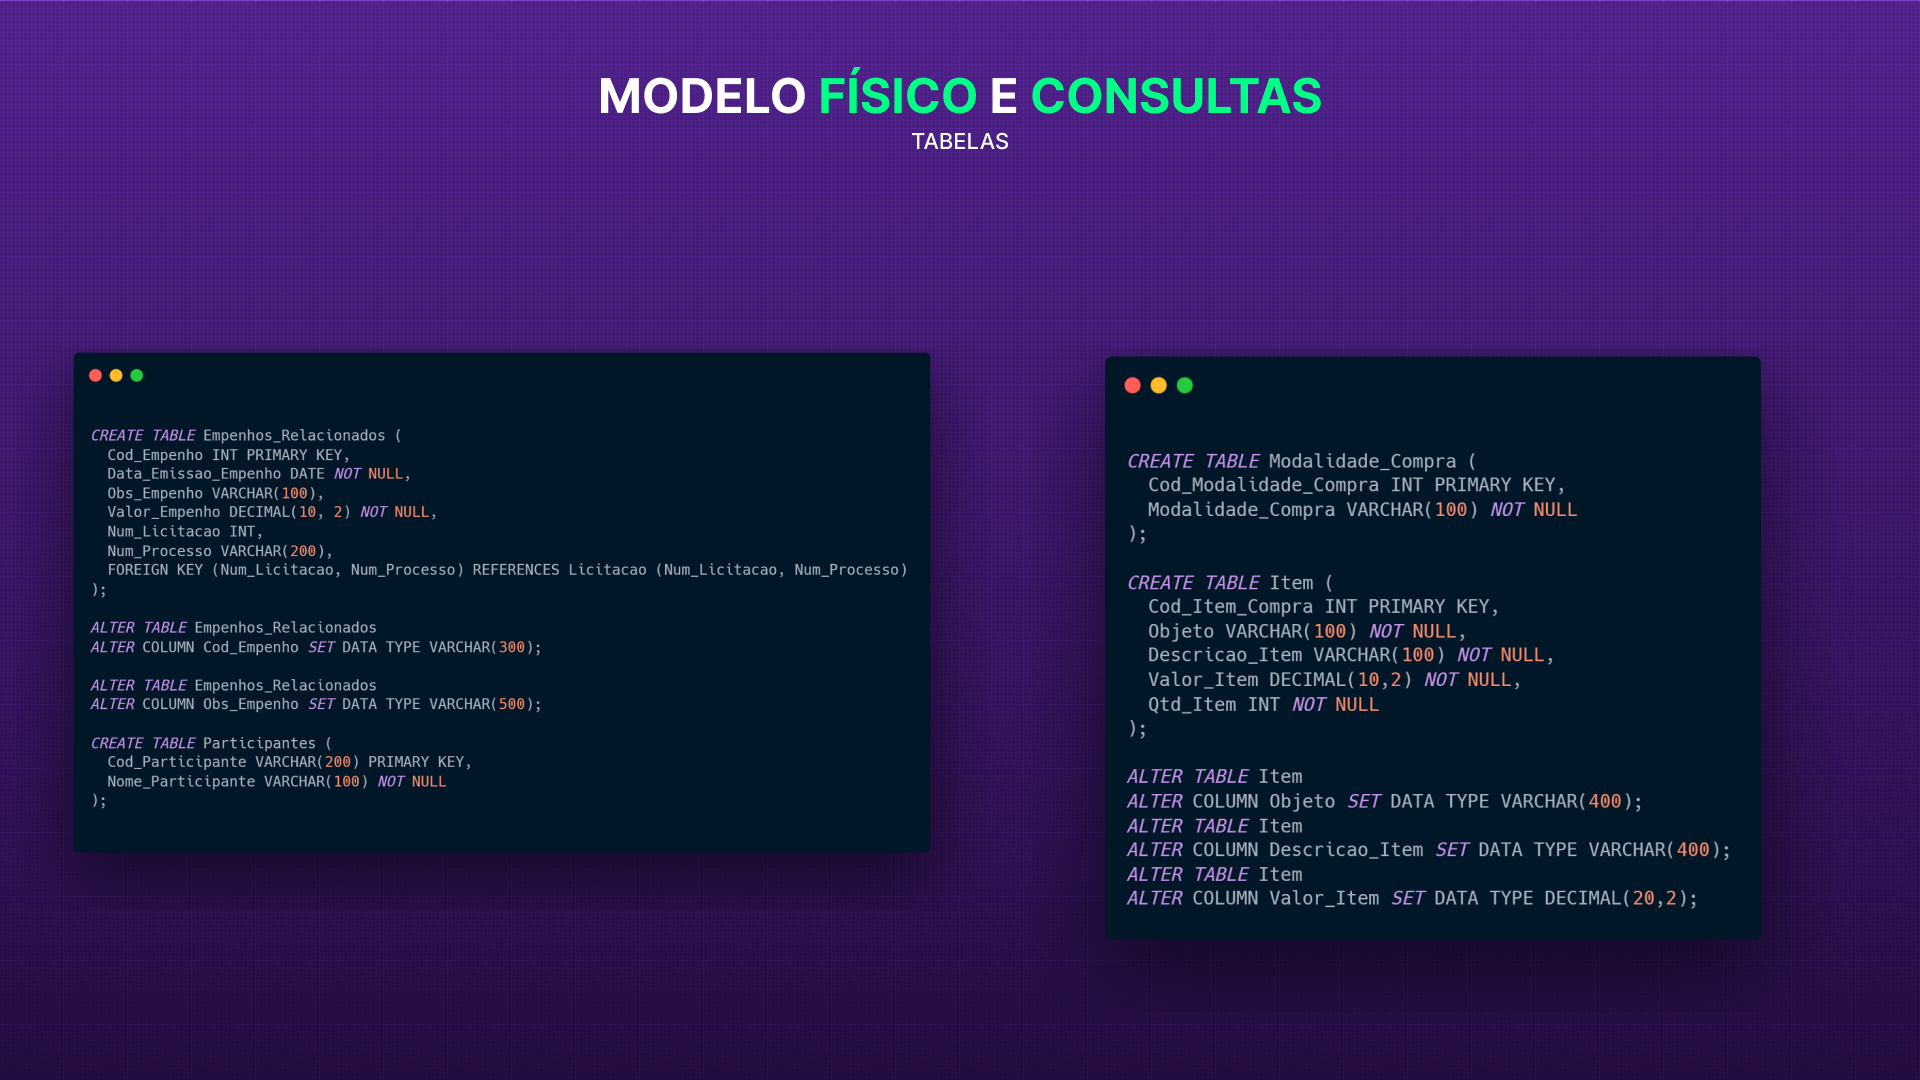 MODELO FÍSICO E CONSULTAS
TABELAS
CREATE TABLE Empenhos_Relacionados (
  Cod_Empenho INT PRIMARY KEY,
  Data_Emissao_Empenho DATE NOT NULL,
  Obs_Empenho VARCHAR(100),
  Valor_Empenho DECIMAL(10, 2) NOT NULL,
  Num_Licitacao INT,
  Num_Processo VARCHAR(200),
  FOREIGN KEY (Num_Licitacao, Num_Processo) REFERENCES Licitacao (Num_Licitacao, Num_Processo)
);
ALTER TABLE Empenhos_Relacionados
ALTER COLUMN Cod_Empenho SET DATA TYPE VARCHAR(300);
ALTER TABLE Empenhos_Relacionados
ALTER COLUMN Obs_Empenho SET DATA TYPE VARCHAR(500);
CREATE TABLE Participantes (
  Cod_Participante VARCHAR(200) PRIMARY KEY,
  Nome_Participante VARCHAR(100) NOT NULL
);
CREATE TABLE Modalidade_Compra (
  Cod_Modalidade_Compra INT PRIMARY KEY,
  Modalidade_Compra VARCHAR(100) NOT NULL
);
CREATE TABLE Item (
  Cod_Item_Compra INT PRIMARY KEY,
  Objeto VARCHAR(100) NOT NULL,
  Descricao_Item VARCHAR(100) NOT NULL,
  Valor_Item DECIMAL(10,2) NOT NULL,
  Qtd_Item INT NOT NULL
);
ALTER TABLE Item
ALTER COLUMN Objeto SET DATA TYPE VARCHAR(400);
ALTER TABLE Item
ALTER COLUMN Descricao_Item SET DATA TYPE VARCHAR(400);
ALTER TABLE Item
ALTER COLUMN Valor_Item SET DATA TYPE DECIMAL(20,2);